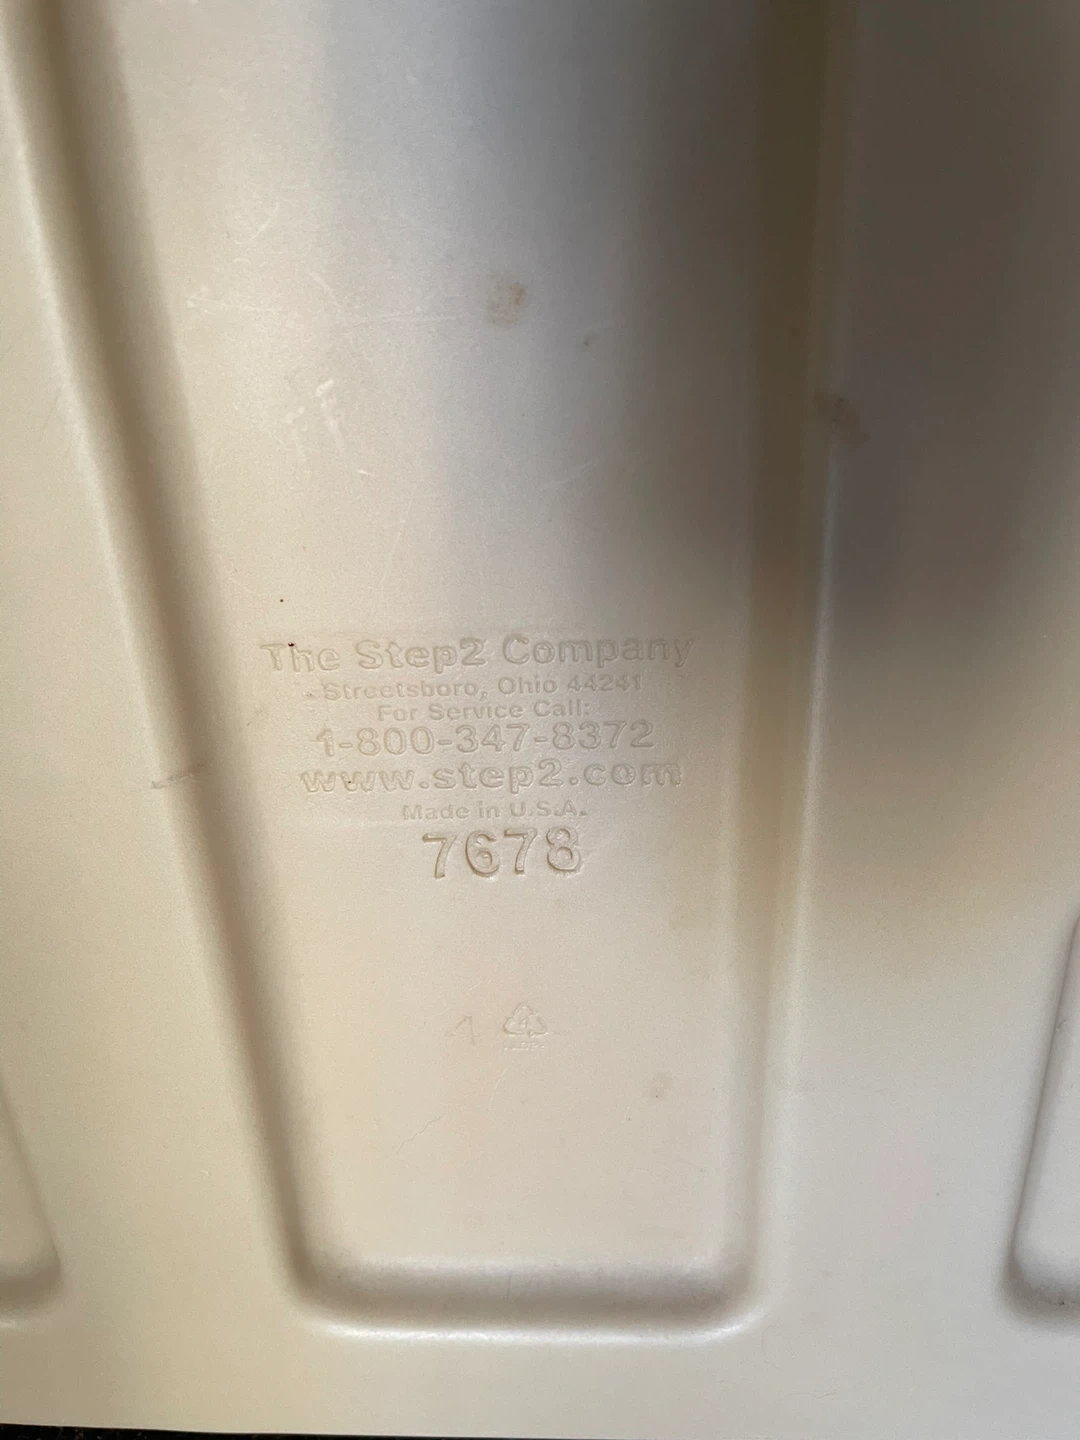 The Step2 Company
Streetsboro, Ohio 44241
For Service Call:
1-800-347-8372
www.step2.com
Made in U.S.A.
7678
4